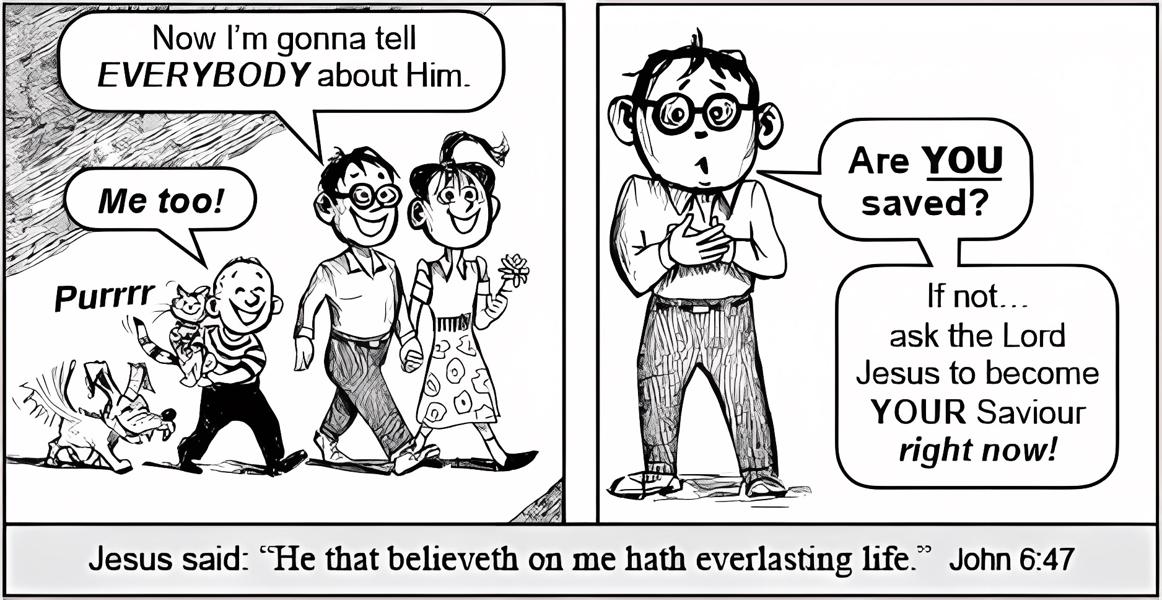 Now I'm gonna tell
EVERYBODY about Him.
Me too!
Purrrr
Are YOU
saved?
If not...
ask the Lord
Jesus to become
YOUR Saviour
right now!
Jesus said: “He that believeth on me hath everlasting life.” John 6:47